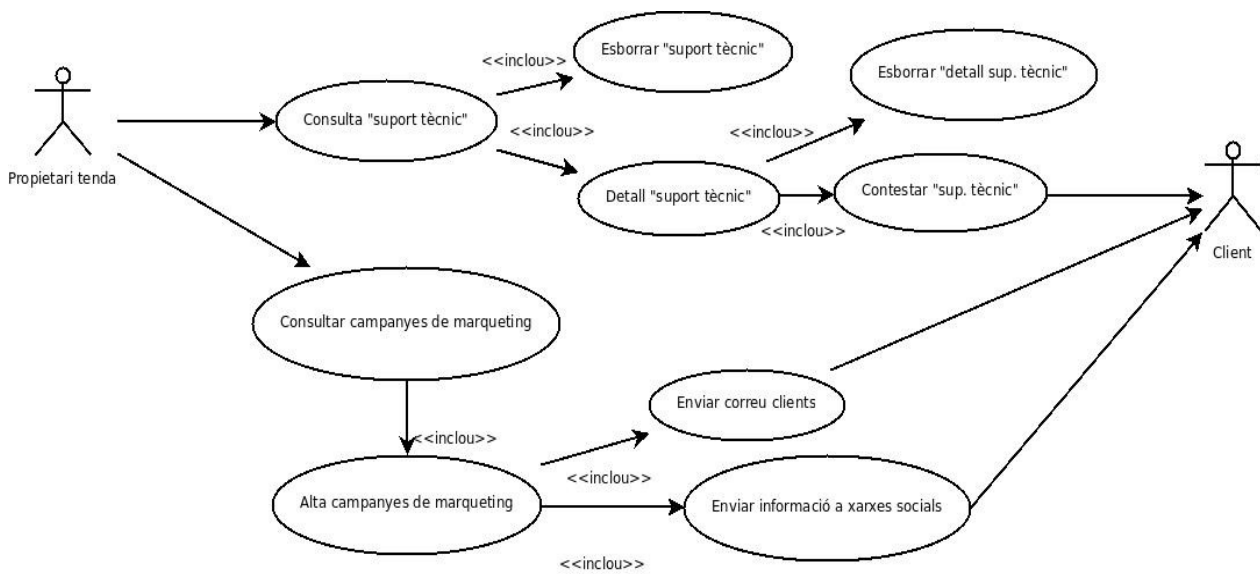 Esborrar "suport tècnic"
<<inclou>>
Esborrar "detall sup. tècnic"
Consulta "suport tècnic"
<<inclou>>
<<inclou>>
Propietari tenda
Detall "suport tècnic"
Contestar "sup. tècnic"
<<inclou>>
Client
Consultar campanyes de marqueting
Enviar correu clients
<<inclou>>
<<inclou>>
Alta campanyes de marqueting
Enviar informació a xarxes socials
<<inclou>>